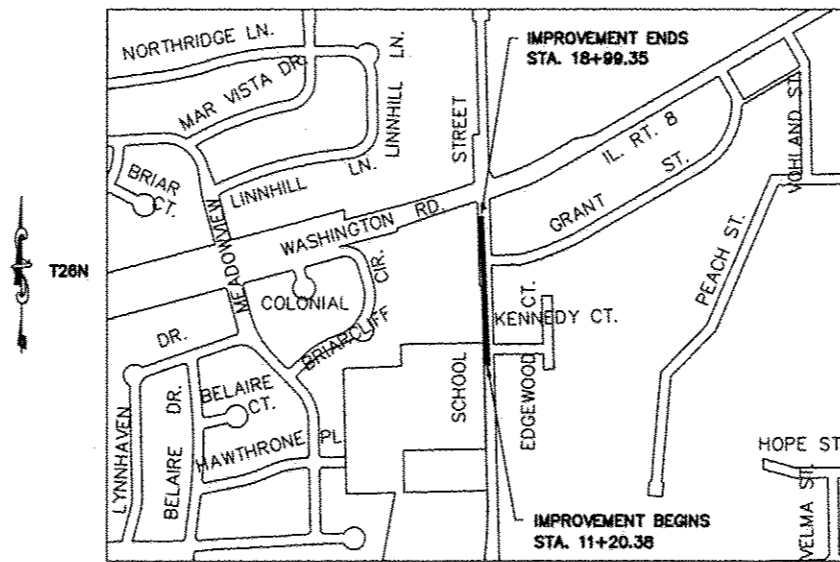 NORTHRIDGE LN.
MAR VISTA DR.
LINNHILL LN.
BRIAR
CT.
LINNHILL
LN.
MEADOWVIEW
WASHINGTON RD.
STREET
IMPROVEMENT ENDS
STA. 18+99.35
IL. RT. 8
GRANT ST.
VOHLAND ST.
PEACH ST.
T26N
COLONIAL
CIR.
BRIARCLIFF
DR.
LYNNHAVEN
BELAIRE DR.
BELAIRE
CT.
HAWTHRONE PL
SCHOOL
KENNEDY CT.
EDGEWOOD CT.
HOPE ST
VELMA ST.
IMPROVEMENT BEGINS
STA. 11+20.38